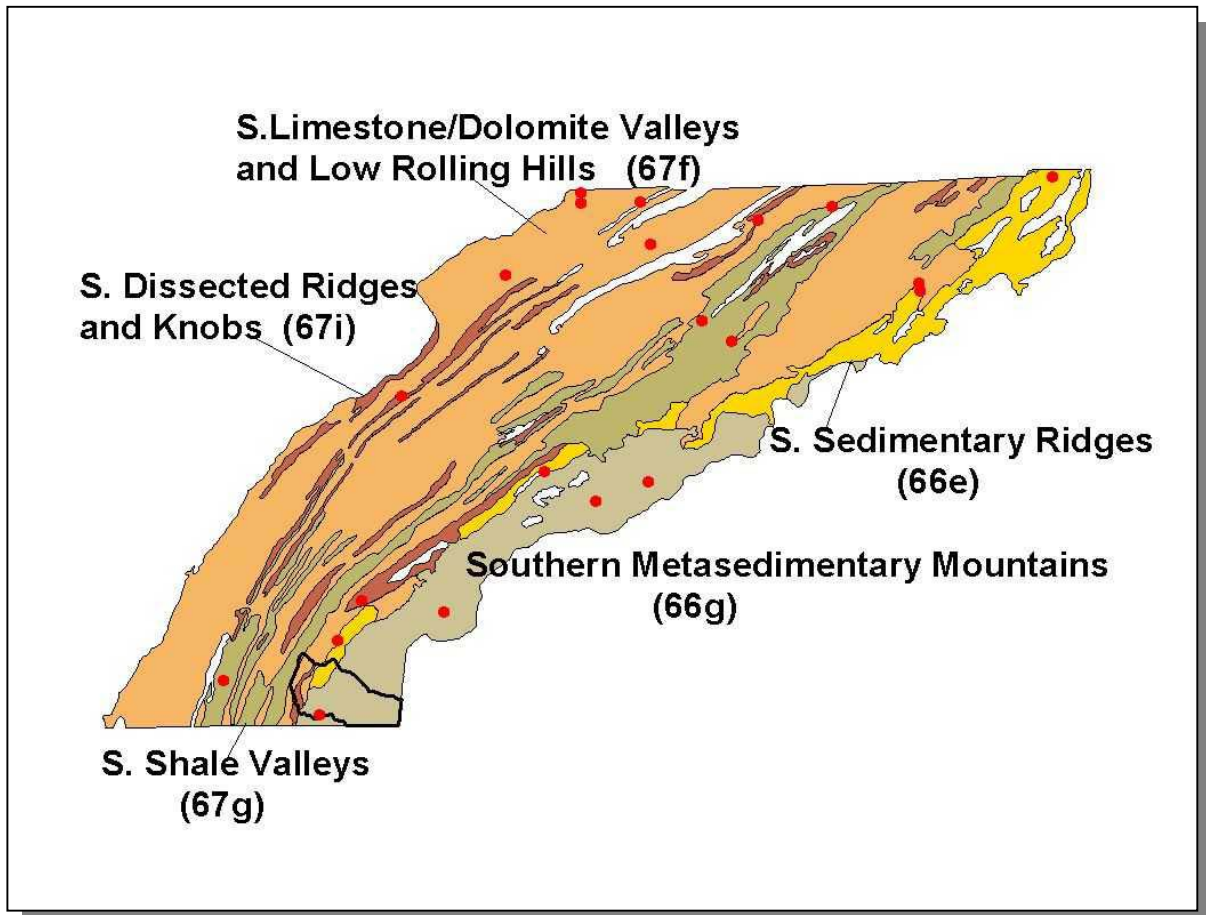 S.Limestone/Dolomite Valleys
and Low Rolling Hills (67f)
S. Dissected Ridges
and Knobs (67i)
S. Sedimentary Ridges
(66e)
Southern Metasedimentary Mountains
(66g)
S. Shale Valleys
(67g)